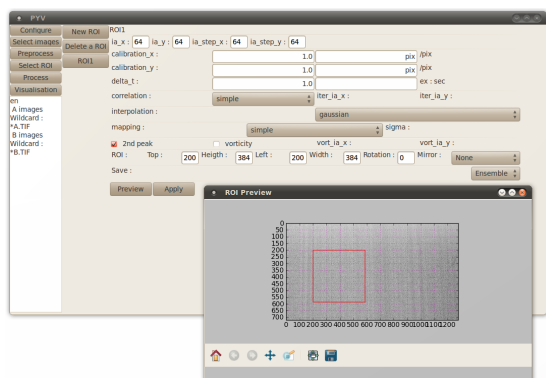 PYV
Configure
Select images
Preprocess
Select ROI
Process
Visualisation
en
A images
Wildcard :
*A.TIF
B images
Wildcard :
*B.TIF
New ROI
Delete a ROI
ROI1
ROI1
ia_x : 64 ia_y : 64 ia_step_x : 64 ia_step_y : 64
calibration_x : 1.0 pix /pix
calibration_y : 1.0 pix /pix
delta_t : 1.0 ex : sec
correlation : simple iter_ia_x : iter_ia_y :
interpolation : gaussian
mapping : simple sigma :
2nd peak vorticity vort_ia_x : vort_ia_y :
ROI : Top : 200 Heigth : 384 Left : 200 Width : 384 Rotation : 0 Mirror : None
Save : Ensemble
Preview Apply
ROI Preview
0
50
100
150
200
250
300
350
400
450
500
550
600
650
700
0 100 200 300 400 500 600 700 800 900 1000 1100 1200